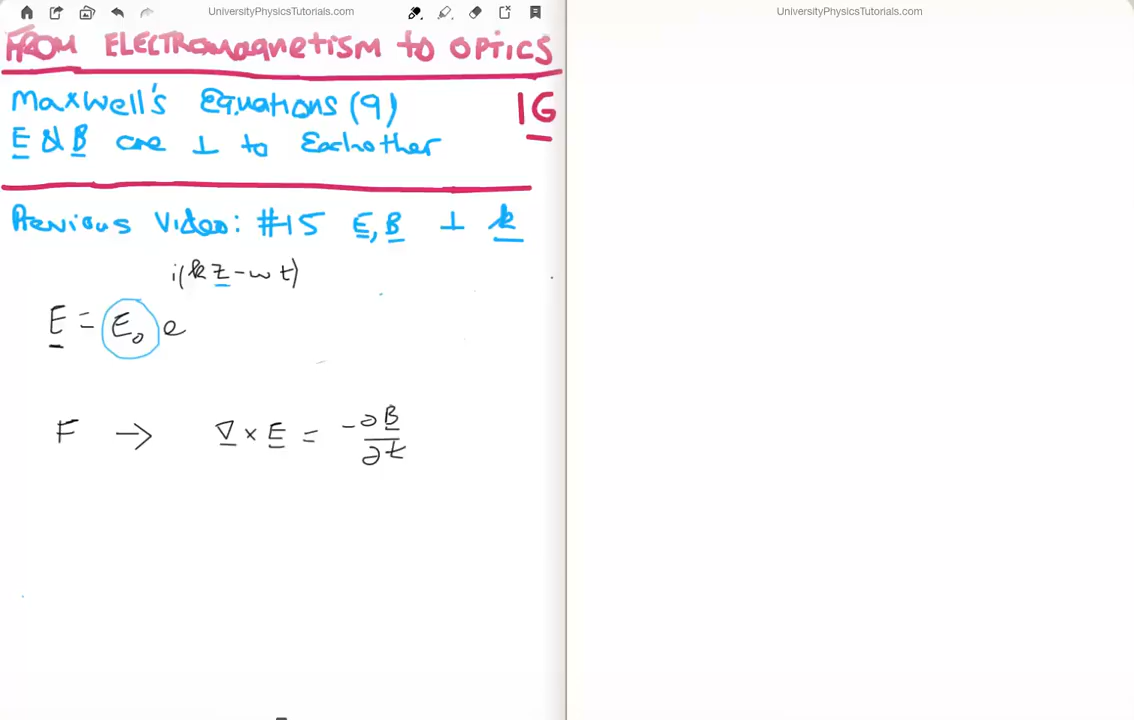 UniversityPhysicsTutorials.com
UniversityPhysicsTutorials.com
FROM ELECTROMAGNETISM TO OPTICS
Maxwell's Equations (9)
16
E & B are ⊥ to Eachother
Previous Video: #15 E, B ⊥ k
i(kz-ωt)
E = E₀ e
F → ∇ × E = -∂B/∂t